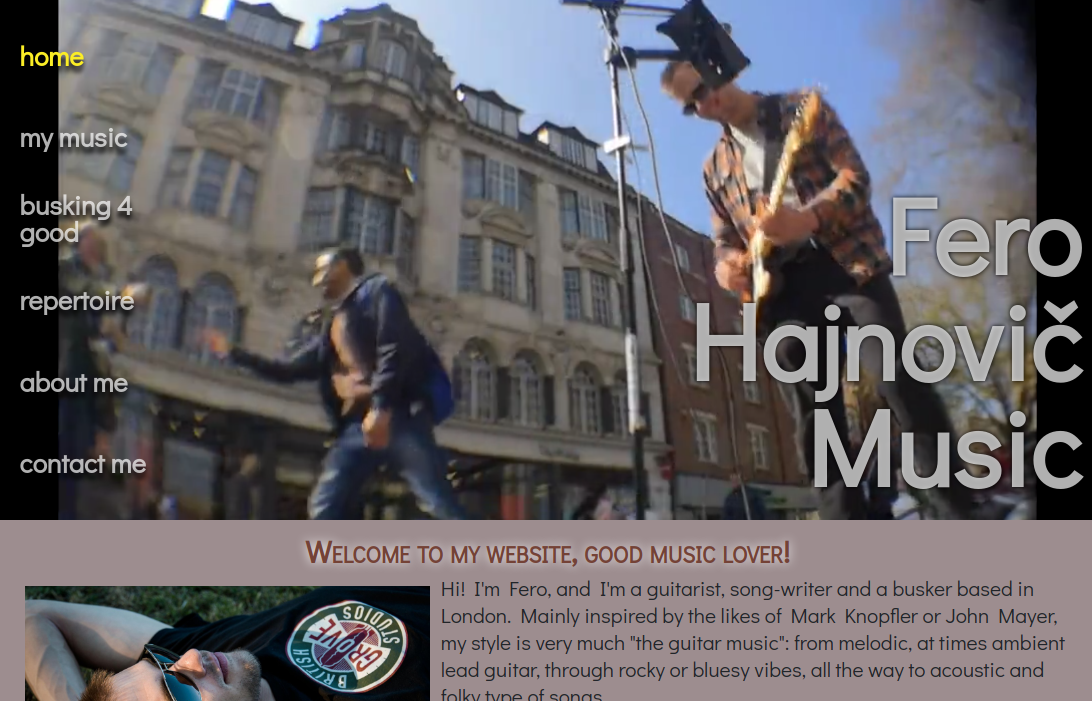 home
my music
busking 4
good
repertoire
about me
contact me
Fero
Hajnovič
Music
Welcome to my website, good music lover!
Hi! I'm Fero, and I'm a guitarist, song-writer and a busker based in
London. Mainly inspired by the likes of Mark Knopfler or John Mayer,
my style is very much "the guitar music": from melodic, at times ambient
lead guitar, through rocky or bluesy vibes, all the way to acoustic and
folky type of songs.
STUDIOS
GROOVE
BRITISH